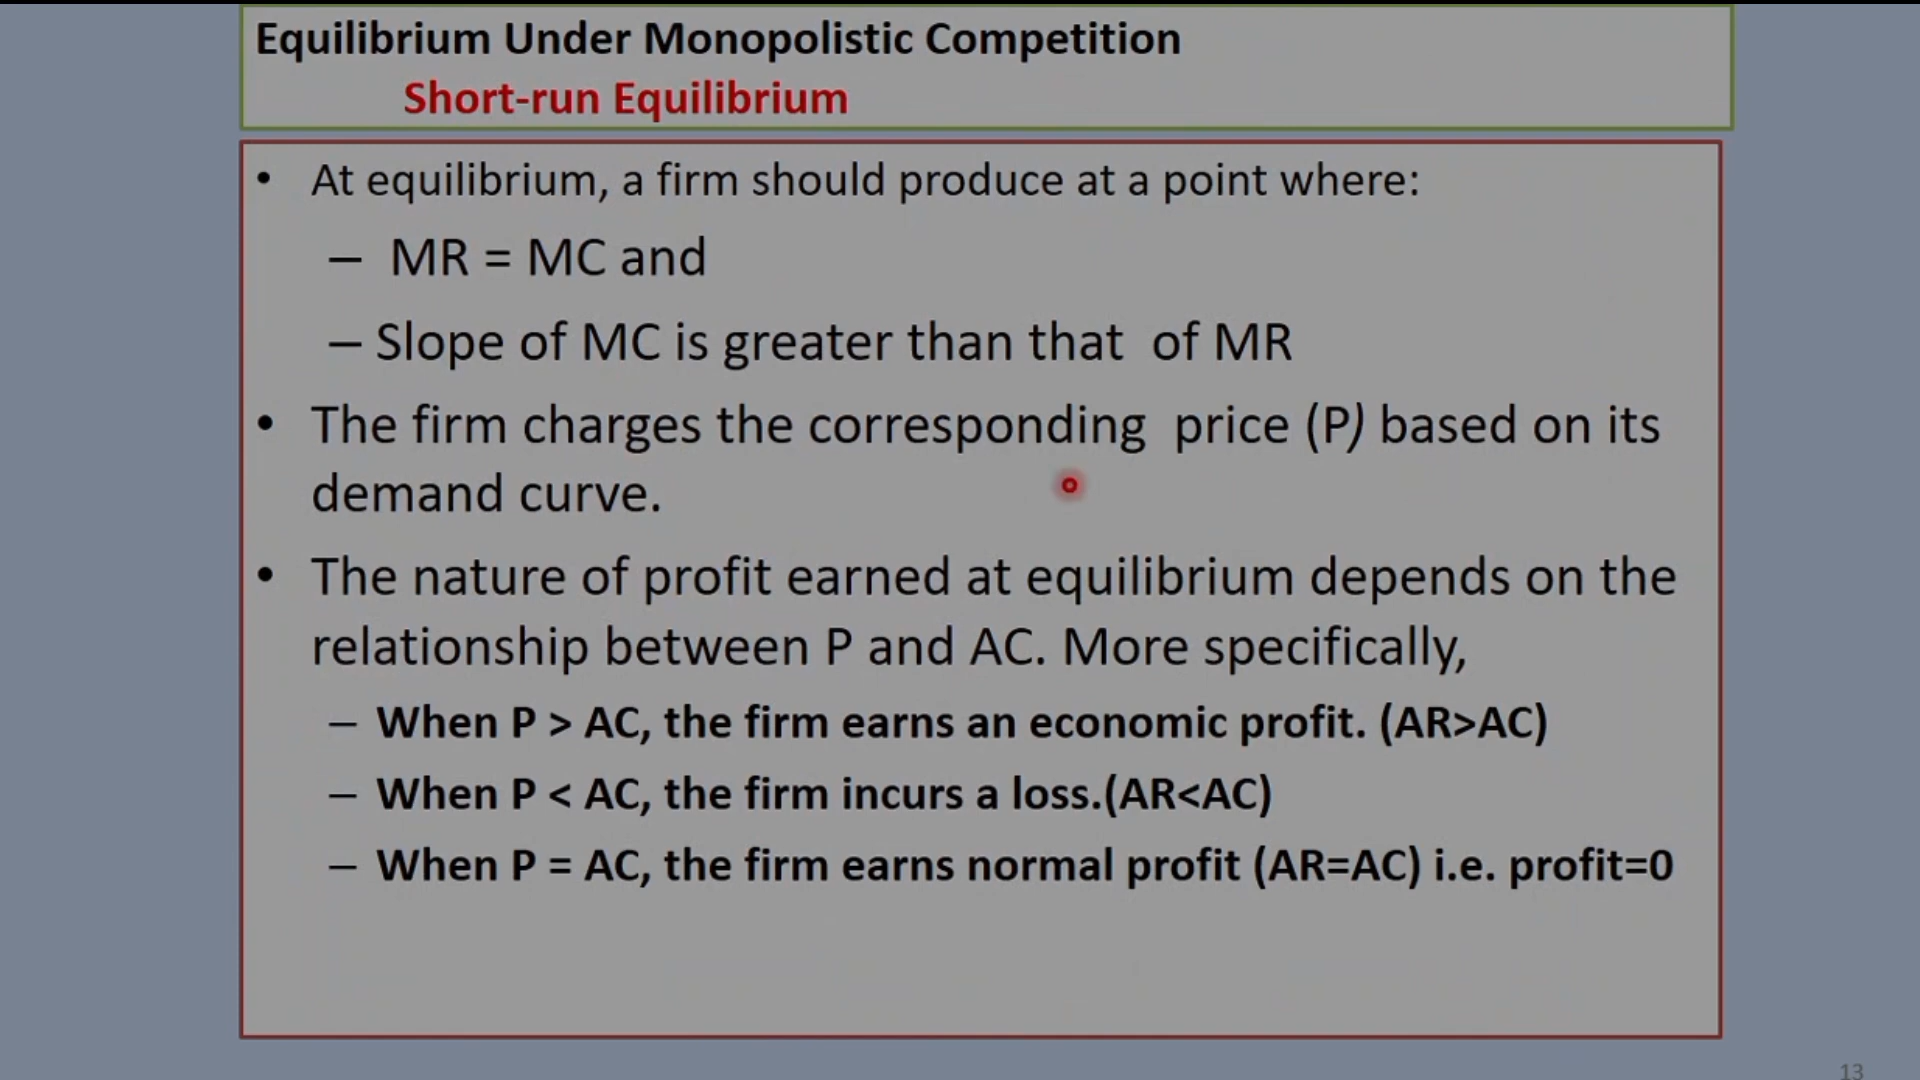 Equilibrium Under Monopolistic Competition
Short-run Equilibrium
• At equilibrium, a firm should produce at a point where:
– MR = MC and
– Slope of MC is greater than that of MR
• The firm charges the corresponding price (P) based on its
demand curve.
• The nature of profit earned at equilibrium depends on the
relationship between P and AC. More specifically,
– When P > AC, the firm earns an economic profit. (AR>AC)
– When P < AC, the firm incurs a loss.(AR<AC)
– When P = AC, the firm earns normal profit (AR=AC) i.e. profit=0
13